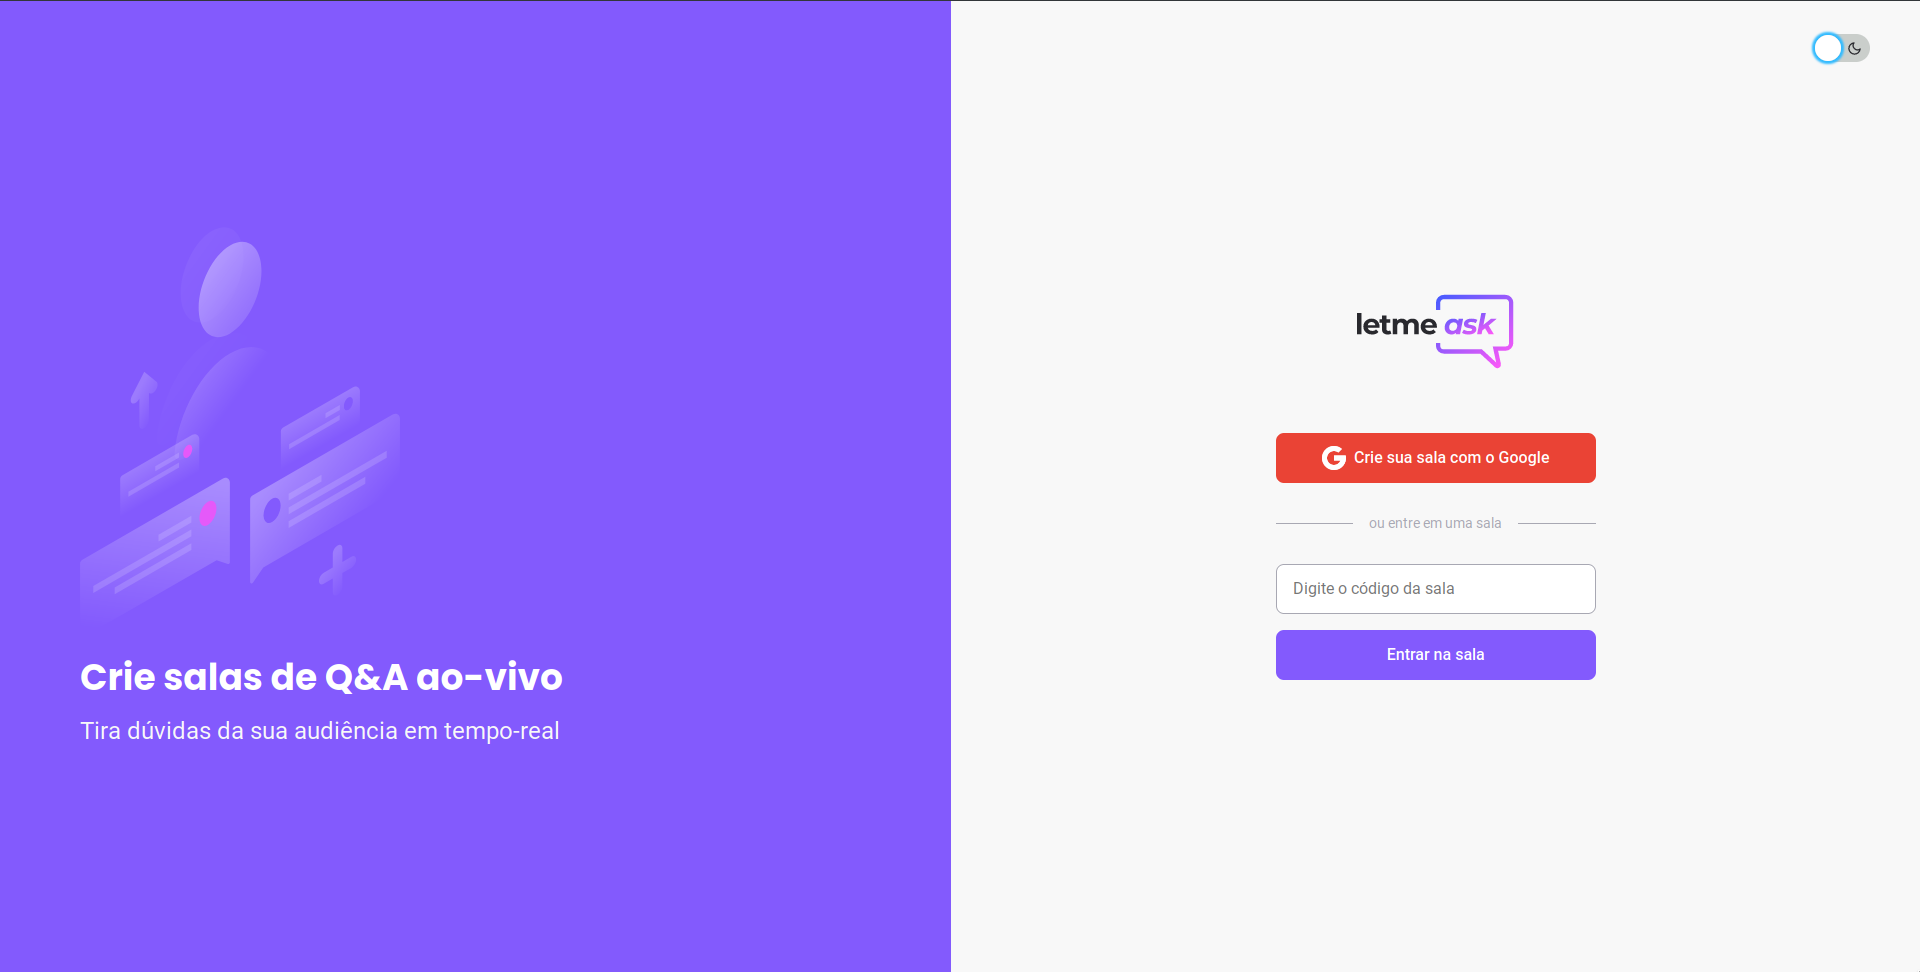 Crie salas de Q&A ao-vivo
Tira dúvidas da sua audiência em tempo-real
letme ask
Crie sua sala com o Google
ou entre em uma sala
Digite o código da sala
Entrar na sala